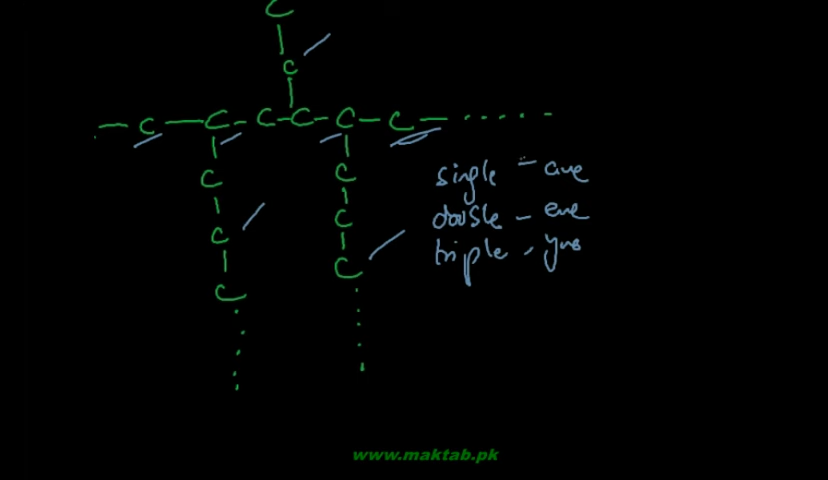 C
C
— C — C - C - C - C - C — ......
C C
C C
C C
single - ane
double - ene
triple - yne
www.maktab.pk